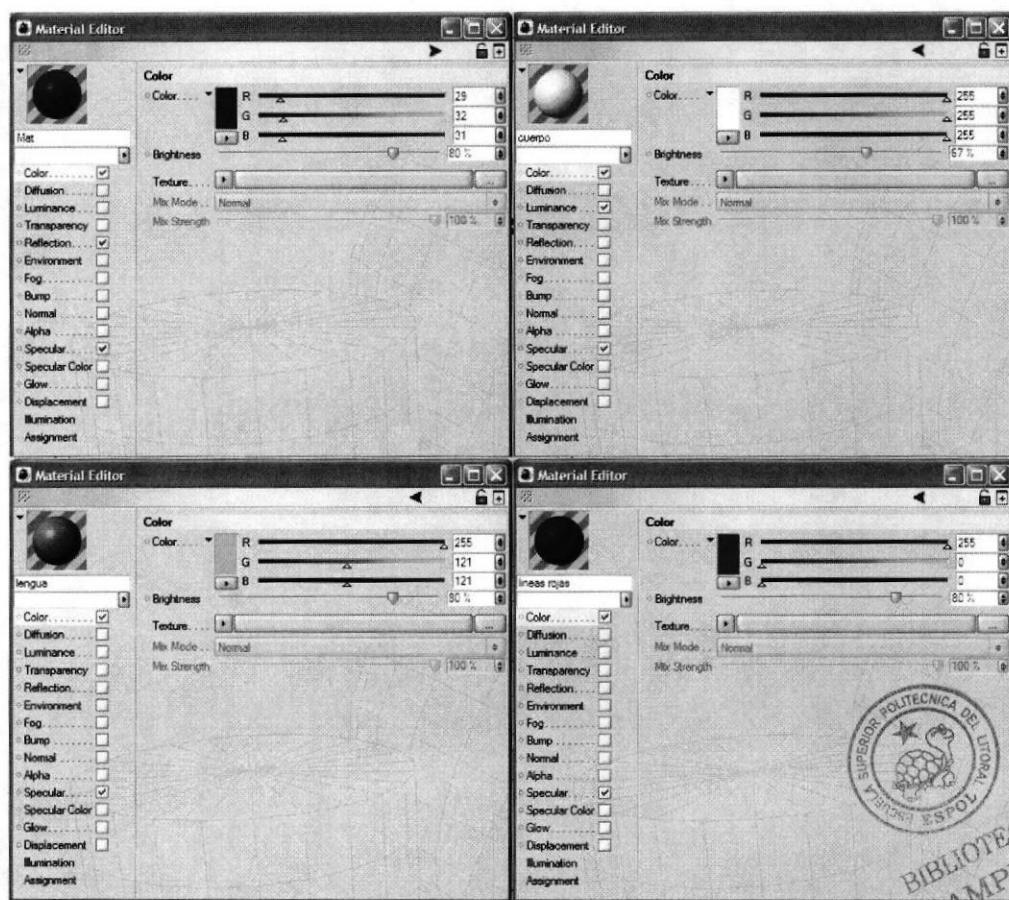 Material Editor
Color
Color R 29
G 32
B 31
Mat
Brightness 80 %
Color
Texture ...
Diffusion
Mix Mode Normal
Luminance
Mix Strength 100 %
Transparency
Reflection
Environment
Fog
Bump
Normal
Alpha
Specular
Specular Color
Glow
Displacement
Illumination
Assignment
Material Editor
Color
Color R 255
G 255
B 255
cuerpo
Brightness 67 %
Color
Texture ...
Diffusion
Mix Mode Normal
Luminance
Mix Strength 100 %
Transparency
Reflection
Environment
Fog
Bump
Normal
Alpha
Specular
Specular Color
Glow
Displacement
Illumination
Assignment
Material Editor
Color
Color R 255
G 121
B 121
lengua
Brightness 80 %
Color
Texture ...
Diffusion
Mix Mode Normal
Luminance
Mix Strength 100 %
Transparency
Reflection
Environment
Fog
Bump
Normal
Alpha
Specular
Specular Color
Glow
Displacement
Illumination
Assignment
Material Editor
Color
Color R 255
G 0
B 0
lineas rojas
Brightness 80 %
Color
Texture ...
Diffusion
Mix Mode Normal
Luminance
Mix Strength 100 %
Transparency
Reflection
Environment
Fog
Bump
Normal
Alpha
Specular
Specular Color
Glow
Displacement
Illumination
Assignment
ESCUELA SUPERIOR POLITECNICA DEL LITORAL
ESPOL
BIBLIOTE
AMP